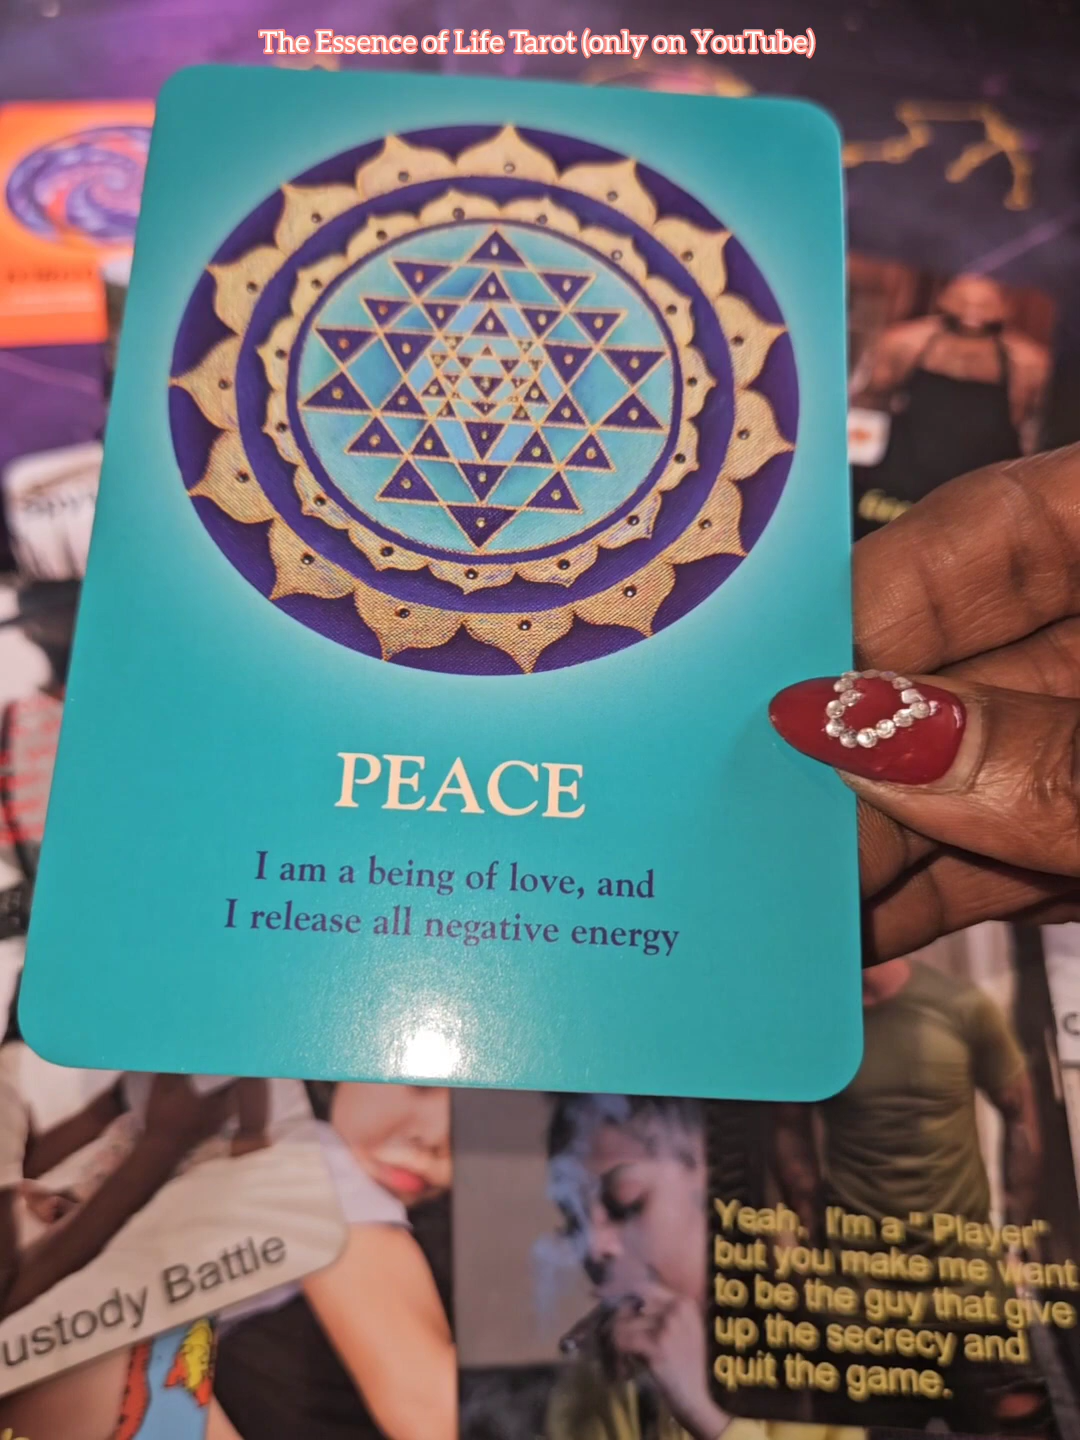 The Essence of Life Tarot (only on YouTube)
PEACE
I am a being of love, and
I release all negative energy
ustody Battle
Yeah, I'm a " Player"
but you make me want
to be the guy that give
up the secrecy and
quit the game.